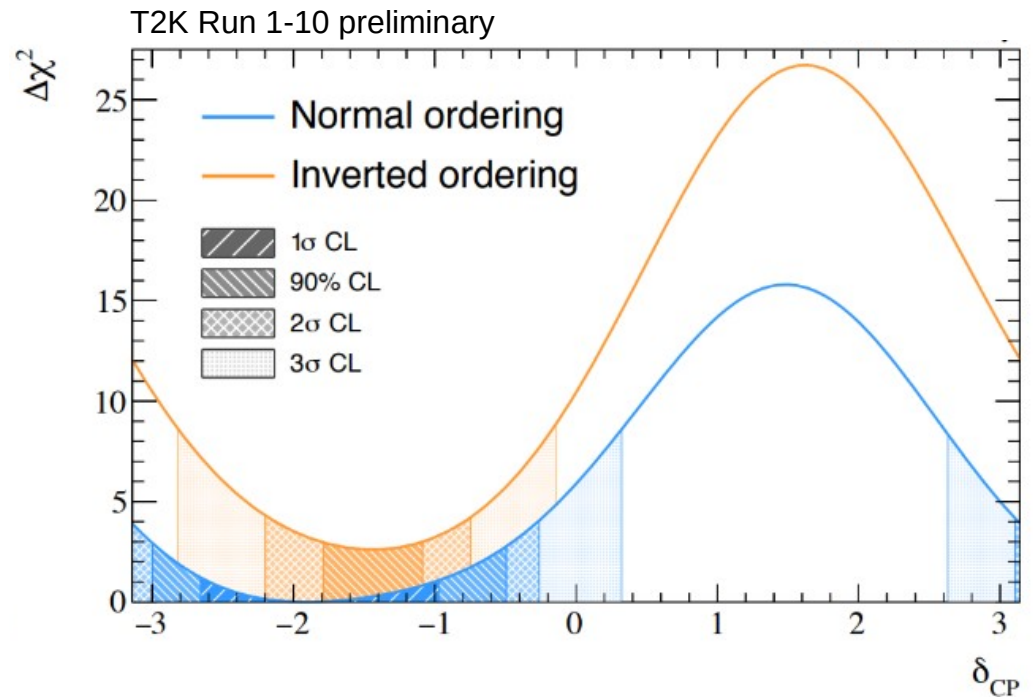 T2K Run 1-10 preliminary
Δχ²
25
20
15
10
5
0
Normal ordering
Inverted ordering
1σ CL
90% CL
2σ CL
3σ CL
−3 −2 −1 0 1 2 3
δ_CP